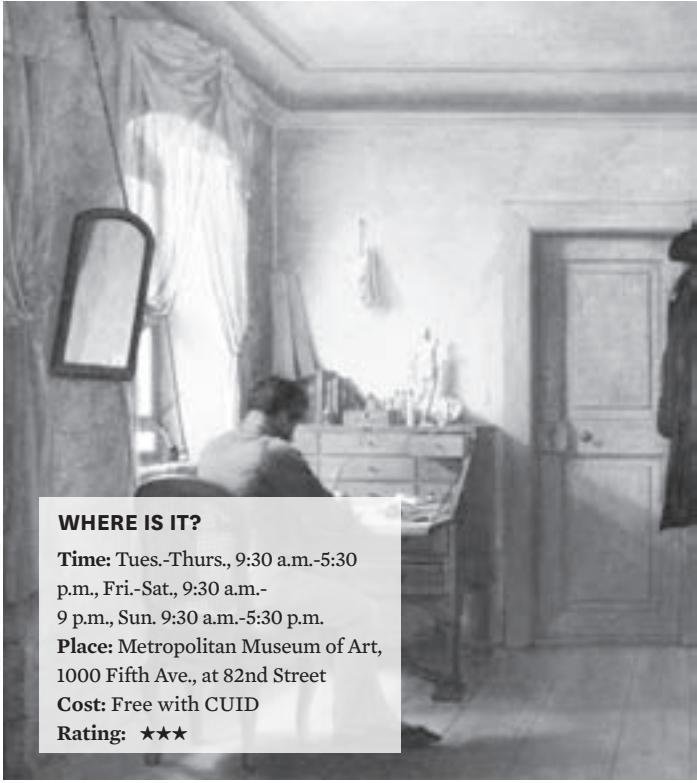 WHERE IS IT?
Time: Tues.-Thurs., 9:30 a.m.-5:30
p.m., Fri.-Sat., 9:30 a.m.-
9 p.m., Sun. 9:30 a.m.-5:30 p.m.
Place: Metropolitan Museum of Art,
1000 Fifth Ave., at 82nd Street
Cost: Free with CUID
Rating: ★★★